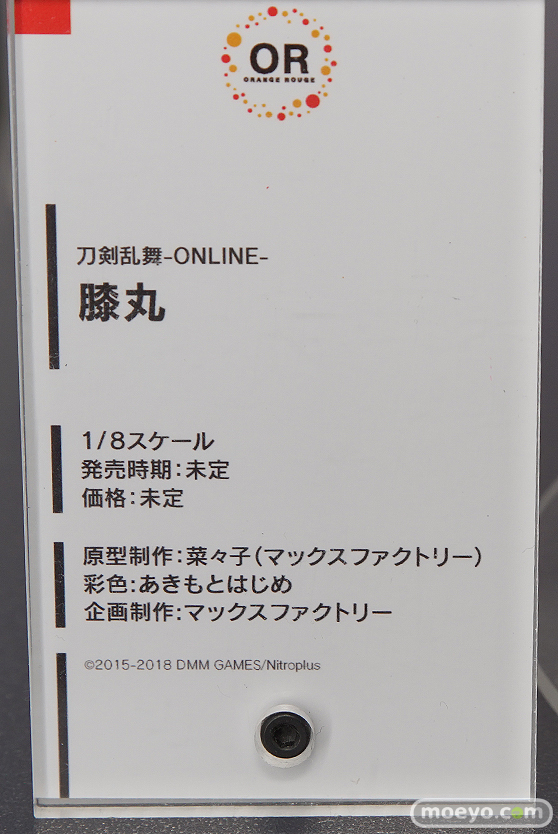 OR
ORANGE ROUGE
刀剣乱舞-ONLINE-
膝丸
1/8スケール
発売時期：未定
価格：未定
原型制作：菜々子（マックスファクトリー）
彩色：あきもとはじめ
企画制作：マックスファクトリー
©2015-2018 DMM GAMES/Nitroplus
moeyo.com